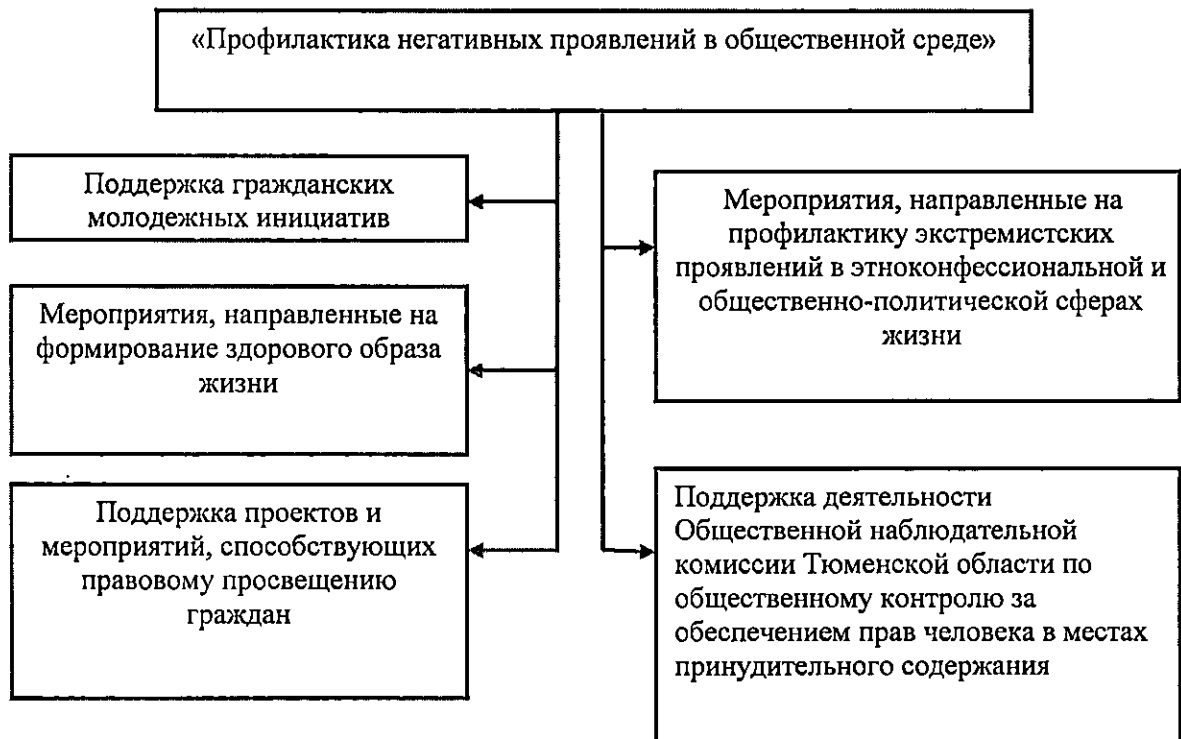 «Профилактика негативных проявлений в общественной среде»
Поддержка гражданских
молодежных инициатив
Мероприятия, направленные на
формирование здорового образа
жизни
Поддержка проектов и
мероприятий, способствующих
правовому просвещению
граждан
Мероприятия, направленные на
профилактику экстремистских
проявлений в этноконфессиональной и
общественно-политической сферах
жизни
Поддержка деятельности
Общественной наблюдательной
комиссии Тюменской области по
общественному контролю за
обеспечением прав человека в местах
принудительного содержания